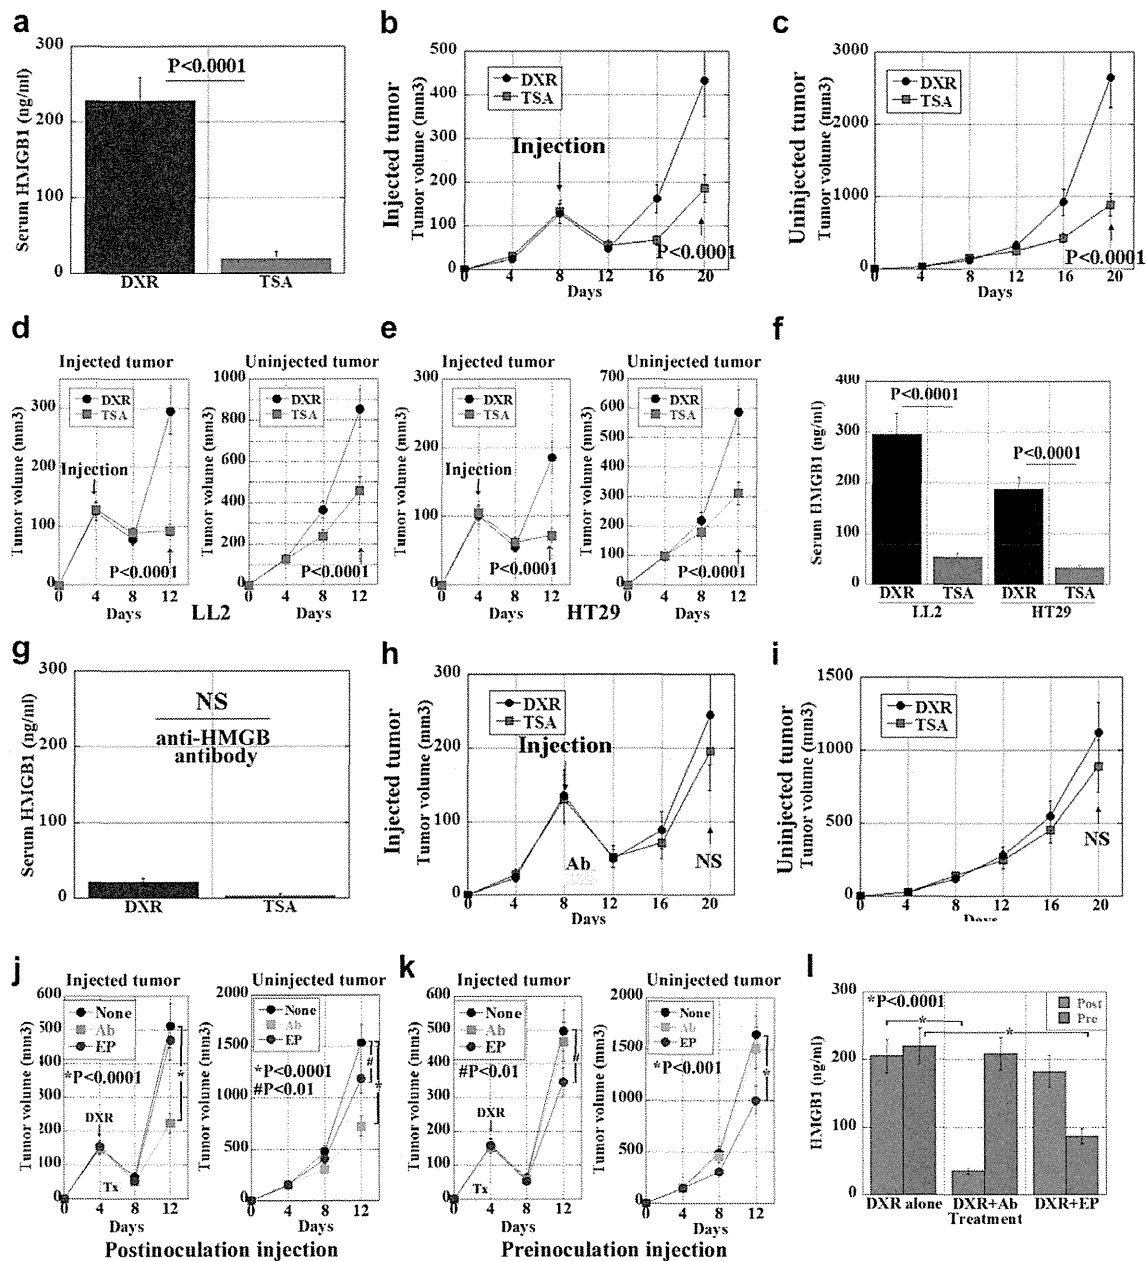 a
Serum HMGB1 (ng/ml)
300
200
100
0
P<0.0001
DXR
TSA
b
Injected tumor
Tumor volume (mm3)
500
400
300
200
100
0
DXR
TSA
Injection
P<0.0001
0 4 8 12 16 20
Days
c
Uninjected tumor
Tumor volume (mm3)
3000
2000
1000
0
DXR
TSA
P<0.0001
0 4 8 12 16 20
Days
d
Injected tumor
Tumor volume (mm3)
300
200
100
0
DXR
TSA
Injection
P<0.0001
0 4 8 12
Days
Uninjected tumor
Tumor volume (mm3)
1000
800
600
400
200
0
DXR
TSA
P<0.0001
0 4 8 12
Days
LL2
e
Injected tumor
Tumor volume (mm3)
300
200
100
0
DXR
TSA
Injection
P<0.0001
0 4 8 12
Days
Uninjected tumor
Tumor volume (mm3)
700
600
500
400
300
200
100
0
DXR
TSA
P<0.0001
0 4 8 12
Days
HT29
f
Serum HMGB1 (ng/ml)
400
300
200
100
0
P<0.0001
P<0.0001
DXR TSA DXR TSA
LL2 HT29
g
Serum HMGB1 (ng/ml)
300
200
100
0
NS
anti-HMGB
antibody
DXR
TSA
h
Injected tumor
Tumor volume (mm3)
300
200
100
0
DXR
TSA
Injection
Ab
NS
0 4 8 12 16 20
Days
i
Uninjected tumor
Tumor volume (mm3)
1500
1000
500
0
DXR
TSA
NS
0 4 8 12 16 20
Days
j
Injected tumor
Tumor volume (mm3)
600
500
400
300
200
100
0
None
Ab
EP
*P<0.0001
*
DXR
Tx
0 4 8 12
Days
Uninjected tumor
Tumor volume (mm3)
2000
1500
1000
500
0
None
Ab
EP
*P<0.0001
#P<0.01
# *
0 4 8 12
Days
Postinoculation injection
k
Injected tumor
Tumor volume (mm3)
600
500
400
300
200
100
0
None
Ab
EP
#P<0.01
#
DXR
Tx
0 4 8 12
Days
Uninjected tumor
Tumor volume (mm3)
2000
1500
1000
500
0
None
Ab
EP
*P<0.001
*
0 4 8 12
Days
Preinoculation injection
l
HMGB1 (ng/ml)
300
200
100
0
*P<0.0001
Post
Pre
* *
DXR alone DXR+Ab DXR+EP
Treatment